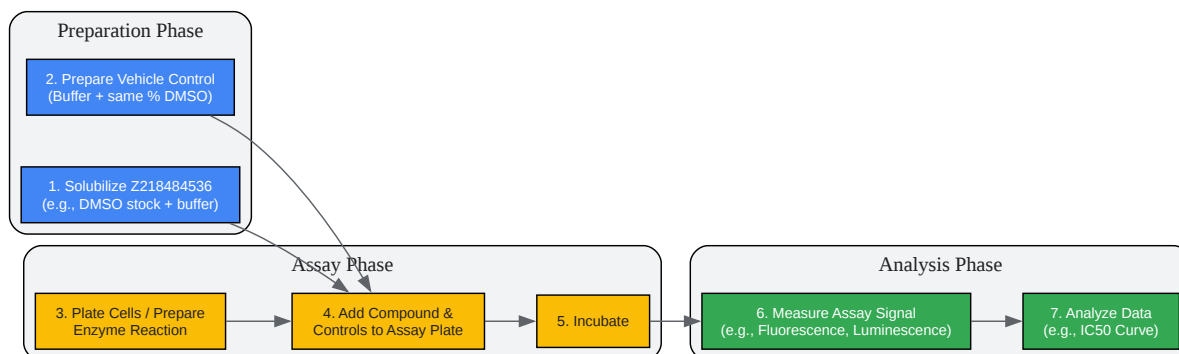 Preparation Phase
2. Prepare Vehicle Control
(Buffer + same % DMSO)
1. Solubilize Z218484536
(e.g., DMSO stock + buffer)
Assay Phase
3. Plate Cells / Prepare
Enzyme Reaction
4. Add Compound &
Controls to Assay Plate
5. Incubate
Analysis Phase
6. Measure Assay Signal
(e.g., Fluorescence, Luminescence)
7. Analyze Data
(e.g., IC50 Curve)